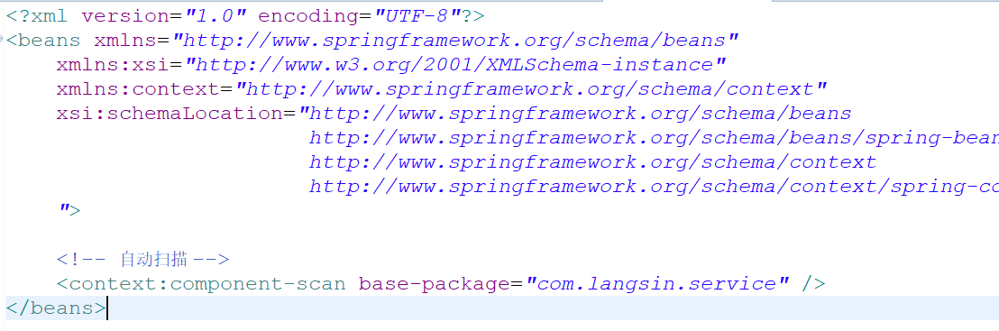 <?xml version="1.0" encoding="UTF-8"?>
<beans xmlns="http://www.springframework.org/schema/beans"
xmlns:xsi="http://www.w3.org/2001/XMLSchema-instance"
xmlns:context="http://www.springframework.org/schema/context"
xsi:schemaLocation="http://www.springframework.org/schema/beans
http://www.springframework.org/schema/beans/spring-bean
http://www.springframework.org/schema/context
http://www.springframework.org/schema/context/spring-co
">
<!-- 自动扫描 -->
<context:component-scan base-package="com.langsin.service" />
</beans>